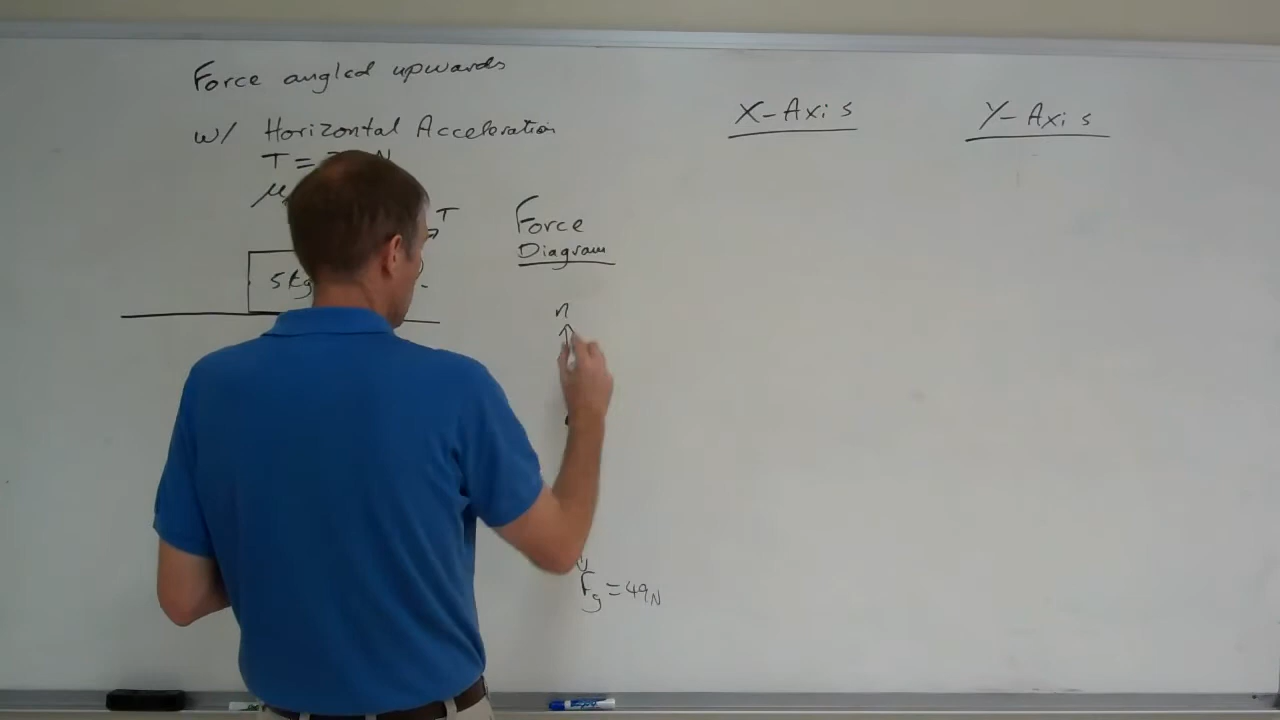 Force angled upwards
w/ Horizontal Acceleration
T = N
μ
T
5kg
Force
Diagram
n
Fg = 49N
X-Axis
Y-Axis